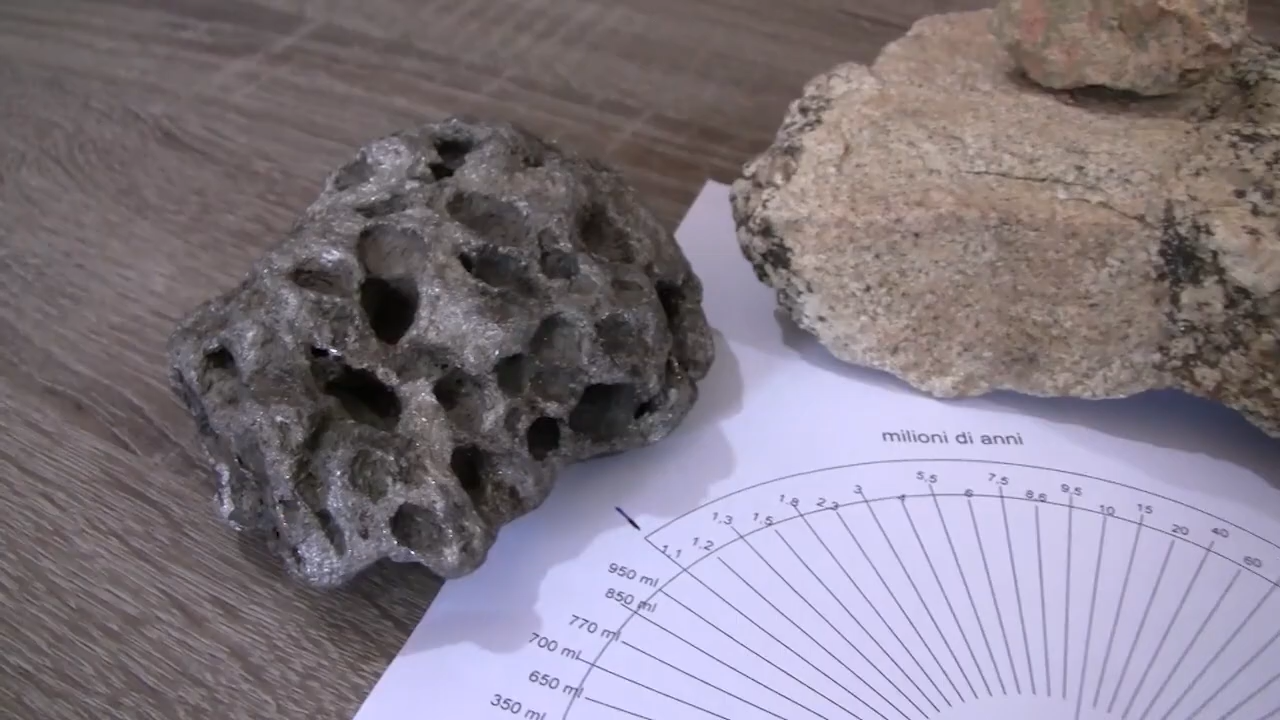 milioni di anni
1,1
1,2
1,3
1,5
1,8
2,3
3
4
5,5
6
7,5
8,6
9,5
10
15
20
40
60
950 ml
850 ml
770 ml
700 ml
650 ml
350 ml